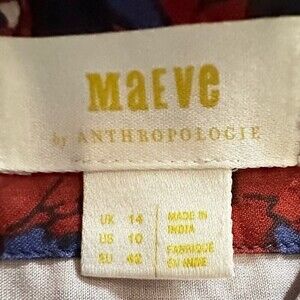 MAEVE
by ANTHROPOLOGIE
UK 14
US 10
EU 42
MADE IN
INDIA
FABRIQUÉ
EN INDE